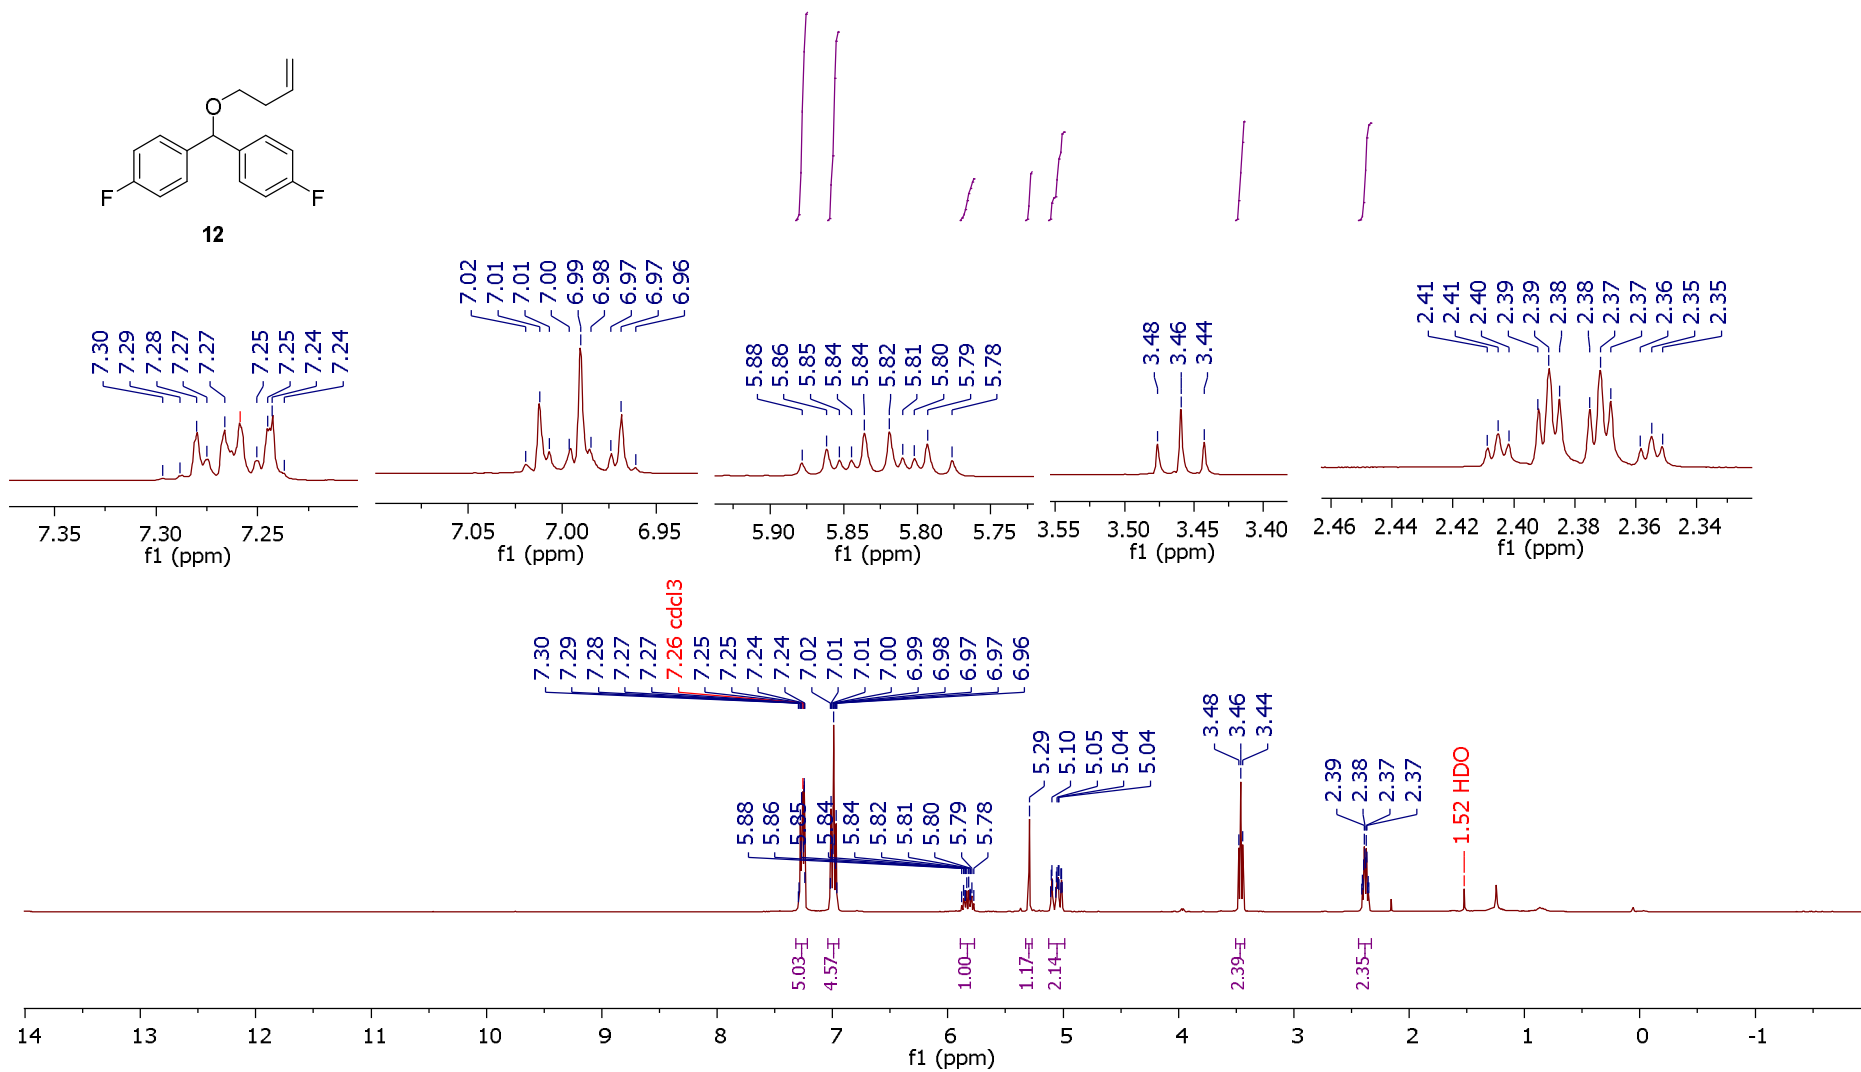 O
F
F
12
7.30 7.29 7.28 7.27 7.27 7.25 7.25 7.24 7.24
7.35 7.30 7.25
f1 (ppm)
7.02 7.01 7.01 7.00 6.99 6.98 6.97 6.97 6.96
7.05 7.00 6.95
f1 (ppm)
5.88 5.86 5.85 5.84 5.84 5.82 5.81 5.80 5.79 5.78
5.90 5.85 5.80 5.75
f1 (ppm)
3.48 3.46 3.44
3.55 3.50 3.45 3.40
f1 (ppm)
2.41 2.41 2.40 2.39 2.39 2.38 2.38 2.37 2.37 2.36 2.35 2.35
2.46 2.44 2.42 2.40 2.38 2.36 2.34
f1 (ppm)
7.30 7.29 7.28 7.27 7.27 7.26 cdcl3 7.25 7.25 7.24 7.24 7.02 7.01 7.01 7.00 6.99 6.98 6.97 6.97 6.96
5.88 5.86 5.85 5.84 5.84 5.82 5.81 5.80 5.79 5.78
5.29 5.10 5.05 5.04 5.04
3.48 3.46 3.44
2.39 2.38 2.37 2.37
1.52 HDO
5.03 4.57 1.00 1.17 2.14 2.39 2.35
14 13 12 11 10 9 8 7 6 5 4 3 2 1 0 -1
f1 (ppm)